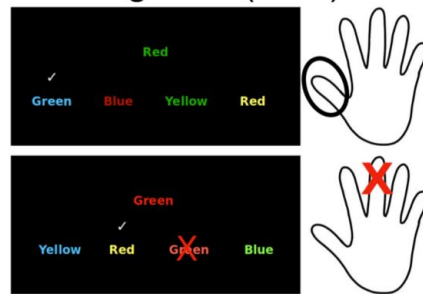 Red
✓
Green Blue Yellow Red
Green
✓
Yellow Red Green Blue
X
X